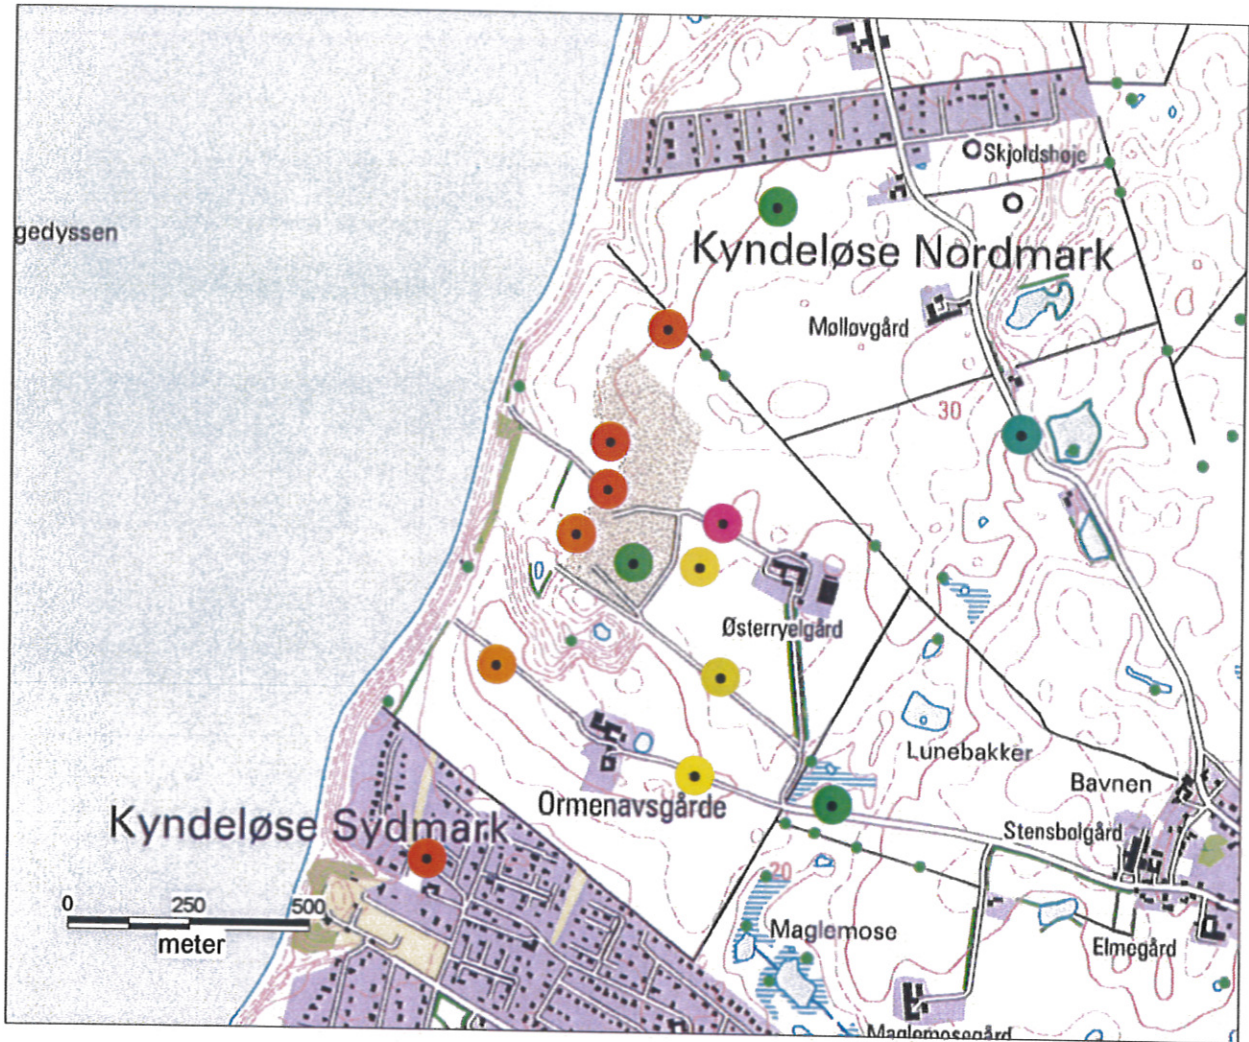 Skjoldshøje
gedyssen
Kyndeløse Nordmark
Møllovgård
30
Østerryelgård
Lunebakker
Bavnen
Ormenavsgårde
Kyndeløse Sydmark
Stensbolgård
20
0 250 500
meter
Maglemose
Elmegård
Maglemosegård